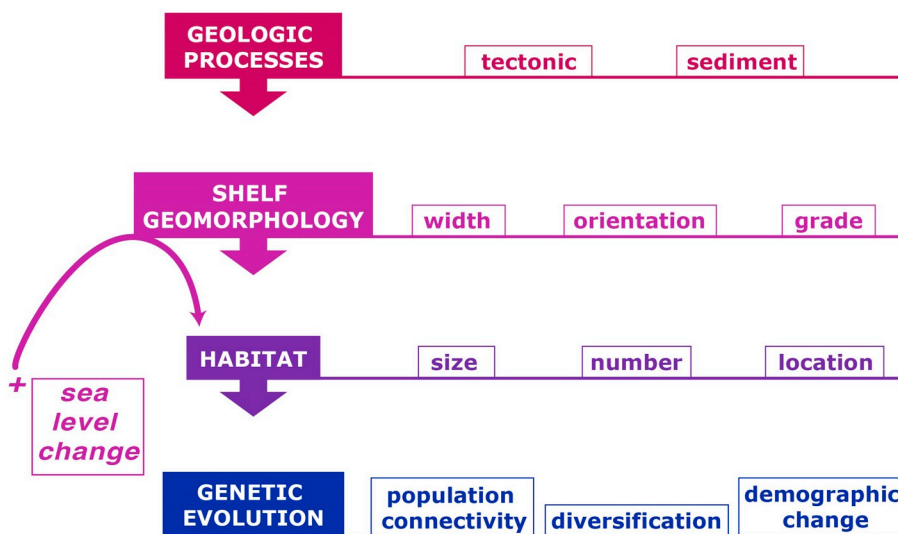 GEOLOGIC
PROCESSES
tectonic
sediment
SHELF
GEOMORPHOLOGY
width
orientation
grade
HABITAT
size
number
location
+
sea
level
change
GENETIC
EVOLUTION
population
connectivity
diversification
demographic
change